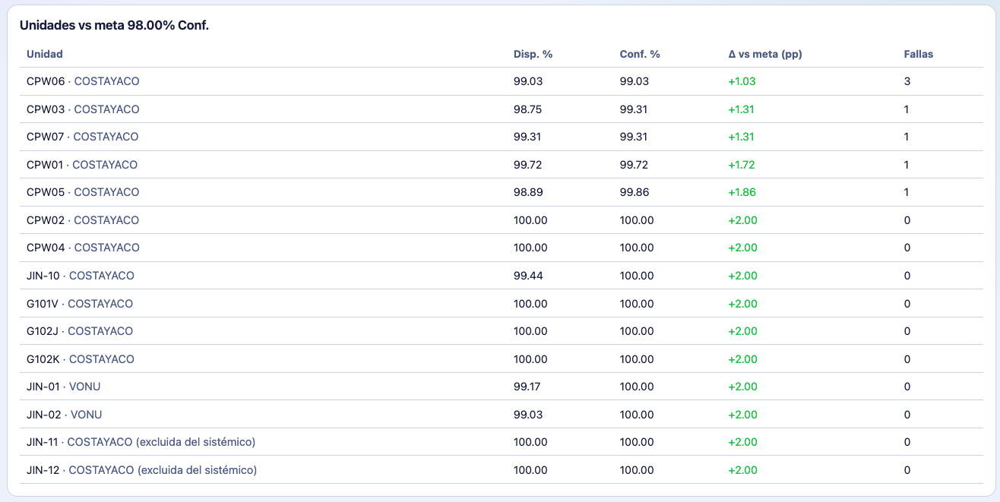 Unidades vs meta 98.00% Conf.
Unidad Disp. % Conf. % Δ vs meta (pp) Fallas
CPW06 · COSTAYACO 99.03 99.03 +1.03 3
CPW03 · COSTAYACO 98.75 99.31 +1.31 1
CPW07 · COSTAYACO 99.31 99.31 +1.31 1
CPW01 · COSTAYACO 99.72 99.72 +1.72 1
CPW05 · COSTAYACO 98.89 99.86 +1.86 1
CPW02 · COSTAYACO 100.00 100.00 +2.00 0
CPW04 · COSTAYACO 100.00 100.00 +2.00 0
JIN-10 · COSTAYACO 99.44 100.00 +2.00 0
G101V · COSTAYACO 100.00 100.00 +2.00 0
G102J · COSTAYACO 100.00 100.00 +2.00 0
G102K · COSTAYACO 100.00 100.00 +2.00 0
JIN-01 · VONU 99.17 100.00 +2.00 0
JIN-02 · VONU 99.03 100.00 +2.00 0
JIN-11 · COSTAYACO (excluida del sistémico) 100.00 100.00 +2.00 0
JIN-12 · COSTAYACO (excluida del sistémico) 100.00 100.00 +2.00 0